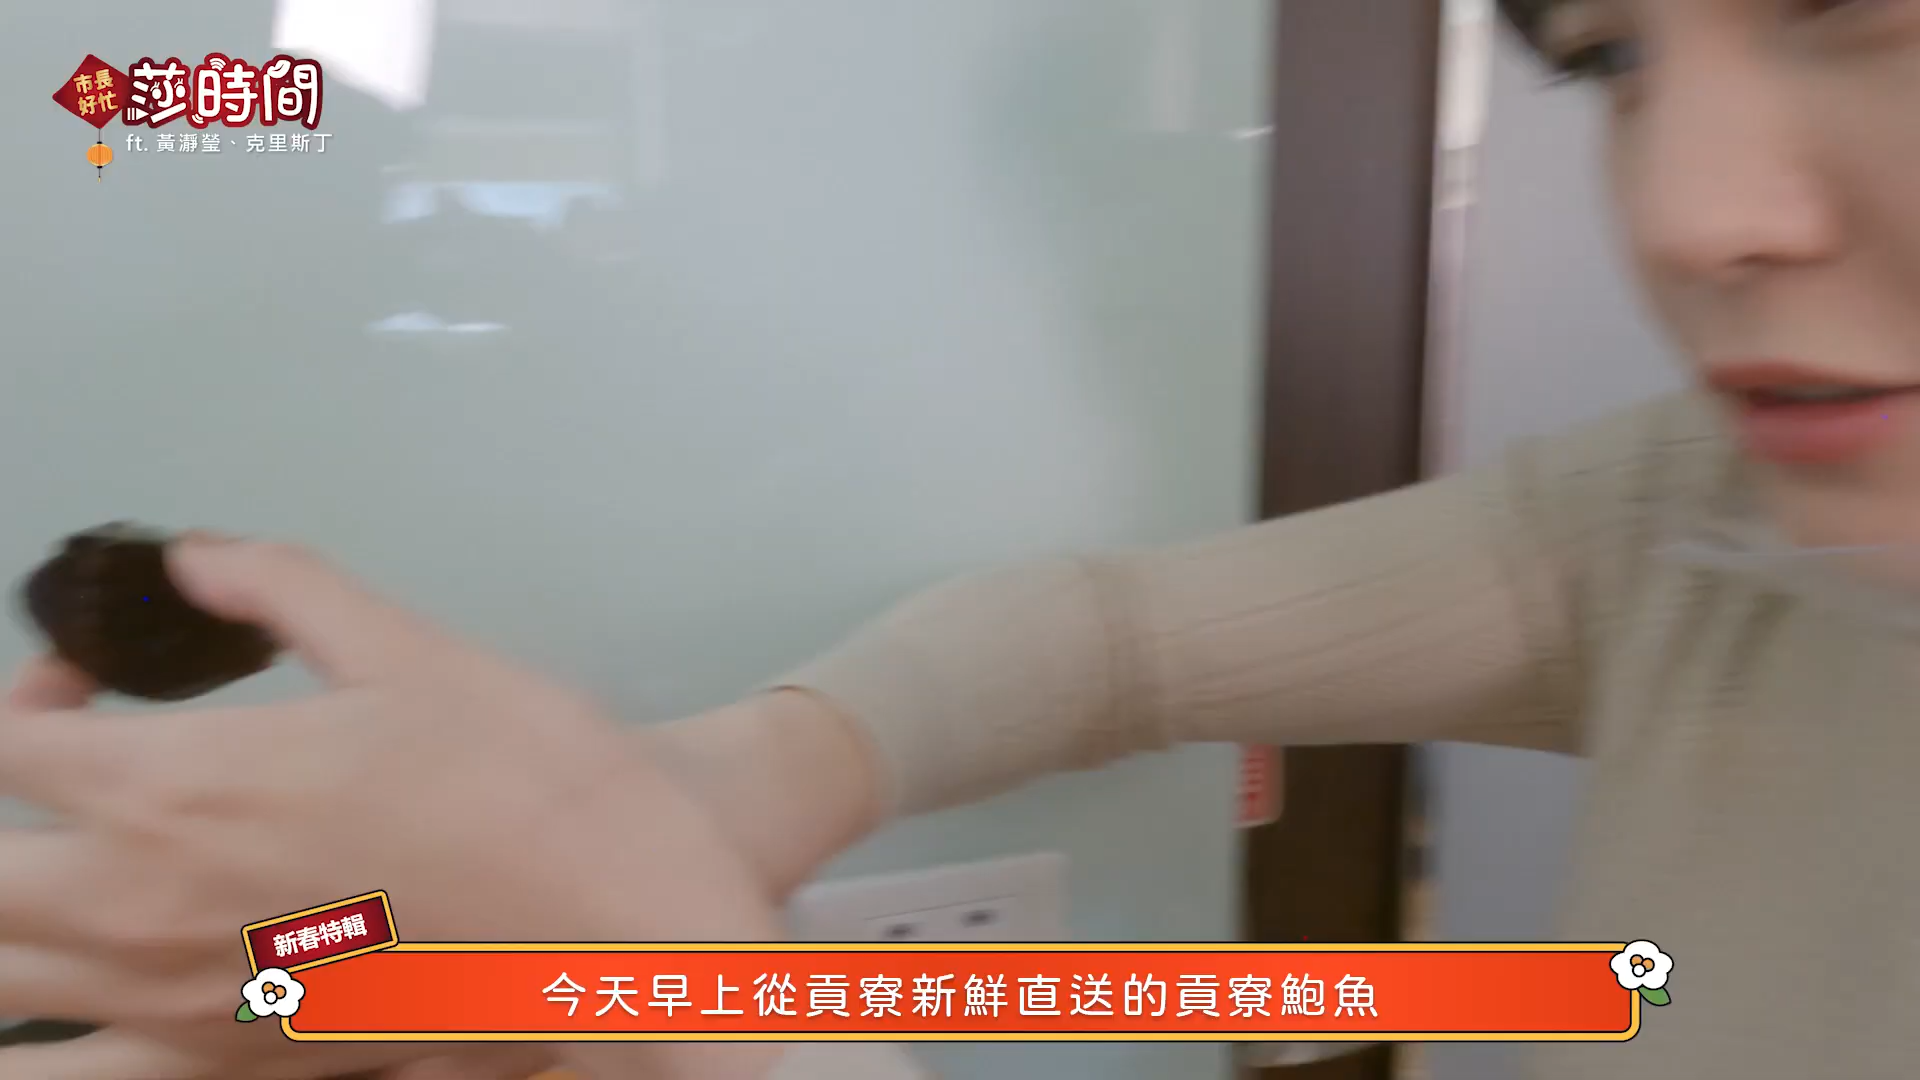 市長
好忙
莎時間
ft. 黃瀞瑩、克里斯丁
新春特輯
今天早上從貢寮新鮮直送的貢寮鮑魚